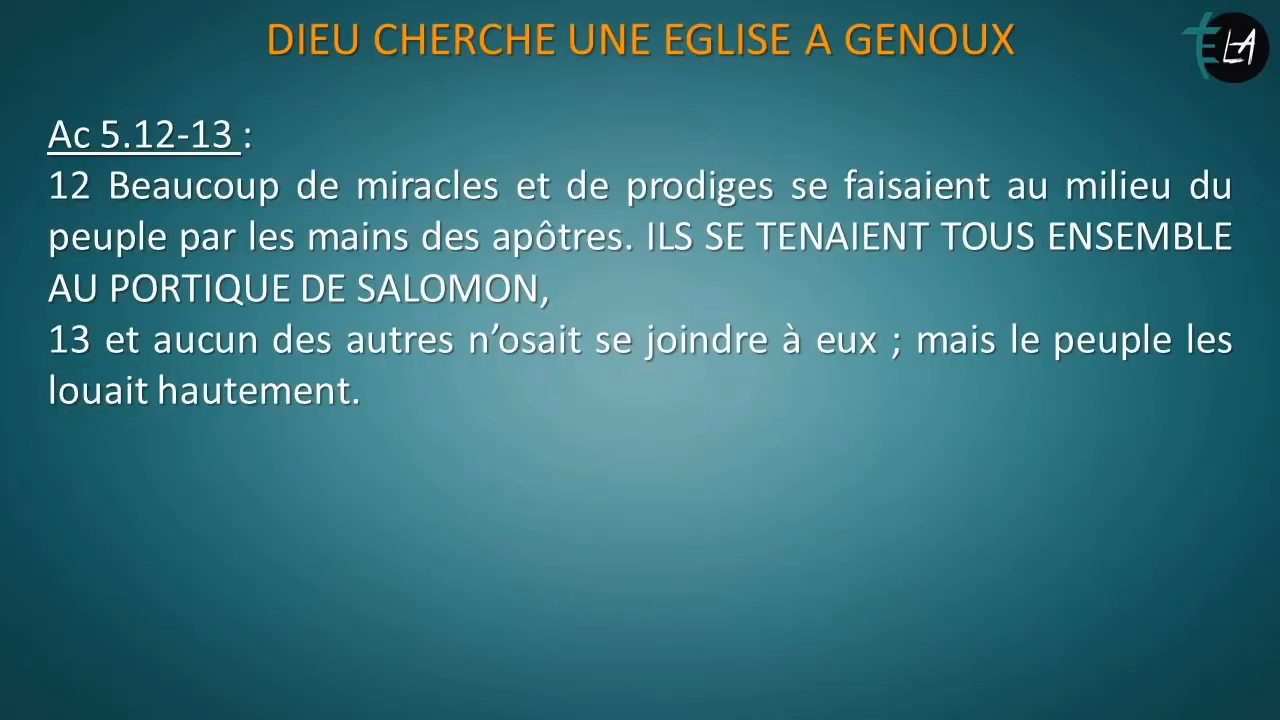 DIEU CHERCHE UNE EGLISE A GENOUX
ELA
Ac 5.12-13 :
12 Beaucoup de miracles et de prodiges se faisaient au milieu du
peuple par les mains des apôtres. ILS SE TENAIENT TOUS ENSEMBLE
AU PORTIQUE DE SALOMON,
13 et aucun des autres n’osait se joindre à eux ; mais le peuple les
louait hautement.